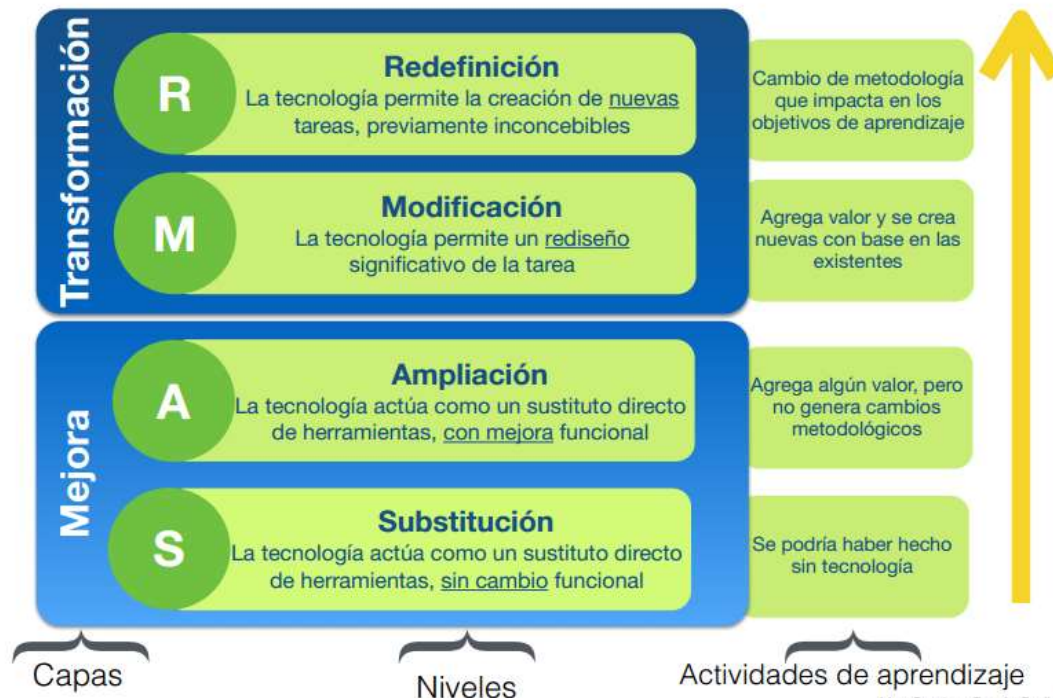 Transformación
R
Redefinición
La tecnología permite la creación de nuevas
tareas, previamente inconcebibles
Cambio de metodología
que impacta en los
objetivos de aprendizaje
M
Modificación
La tecnología permite un rediseño
significativo de la tarea
Agrega valor y se crea
nuevas con base en las
existentes
Mejora
A
Ampliación
La tecnología actúa como un sustituto directo
de herramientas, con mejora funcional
Agrega algún valor, pero
no genera cambios
metodológicos
S
Substitución
La tecnología actúa como un sustituto directo
de herramientas, sin cambio funcional
Se podría haber hecho
sin tecnología
Capas
Niveles
Actividades de aprendizaje